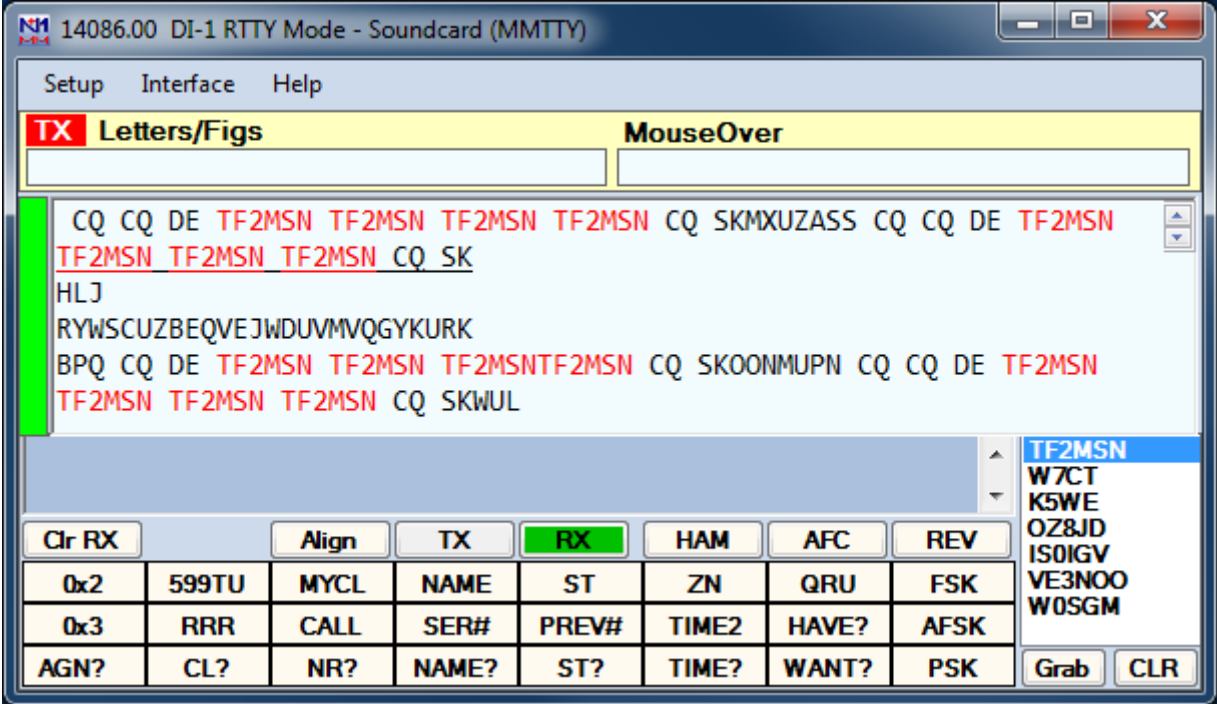 N1 MM 14086.00 DI-1 RTTY Mode - Soundcard (MMTTY)
Setup Interface Help
TX Letters/Figs MouseOver
CQ CQ DE TF2MSN TF2MSN TF2MSN TF2MSN CQ SKMXUZASS CQ CQ DE TF2MSN
TF2MSN TF2MSN TF2MSN CQ SK
HLJ
RYWSCUZBEQVEJWDUVMVQGYKURK
BPQ CQ DE TF2MSN TF2MSN TF2MSNTF2MSN CQ SKOONMUPN CQ CQ DE TF2MSN
TF2MSN TF2MSN TF2MSN CQ SKWUL
TF2MSN
W7CT
K5WE
OZ8JD
IS0IGV
VE3NOO
W0SGM
Clr RX Align TX RX HAM AFC REV
0x2 599TU MYCL NAME ST ZN QRU FSK
0x3 RRR CALL SER# PREV# TIME2 HAVE? AFSK
AGN? CL? NR? NAME? ST? TIME? WANT? PSK
Grab CLR